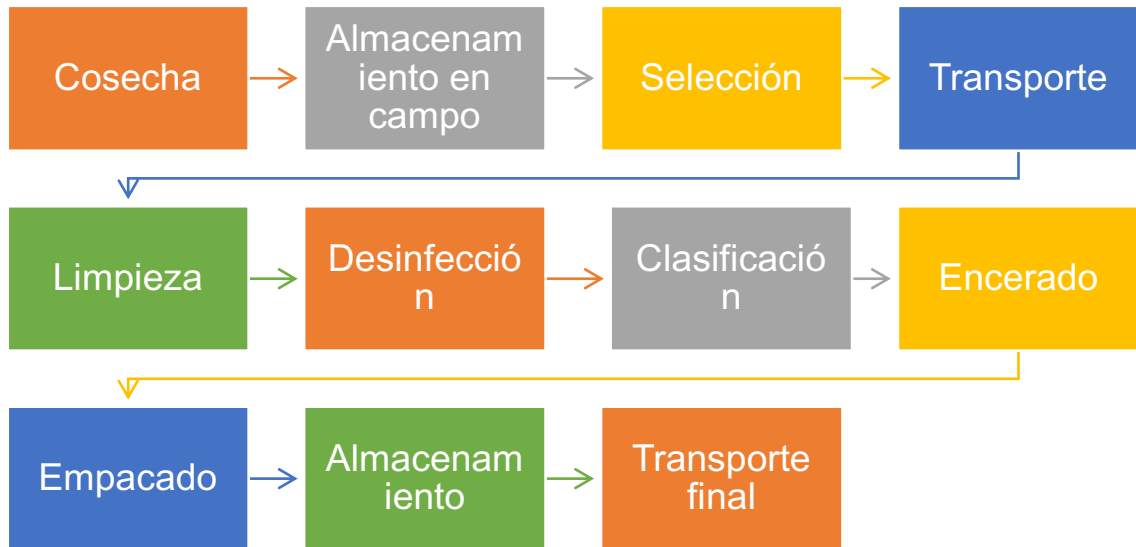 Cosecha
Almacenam
iento en
campo
Selección
Transporte
Limpieza
Desinfecció
n
Clasificació
n
Encerado
Empacado
Almacenam
iento
Transporte
final